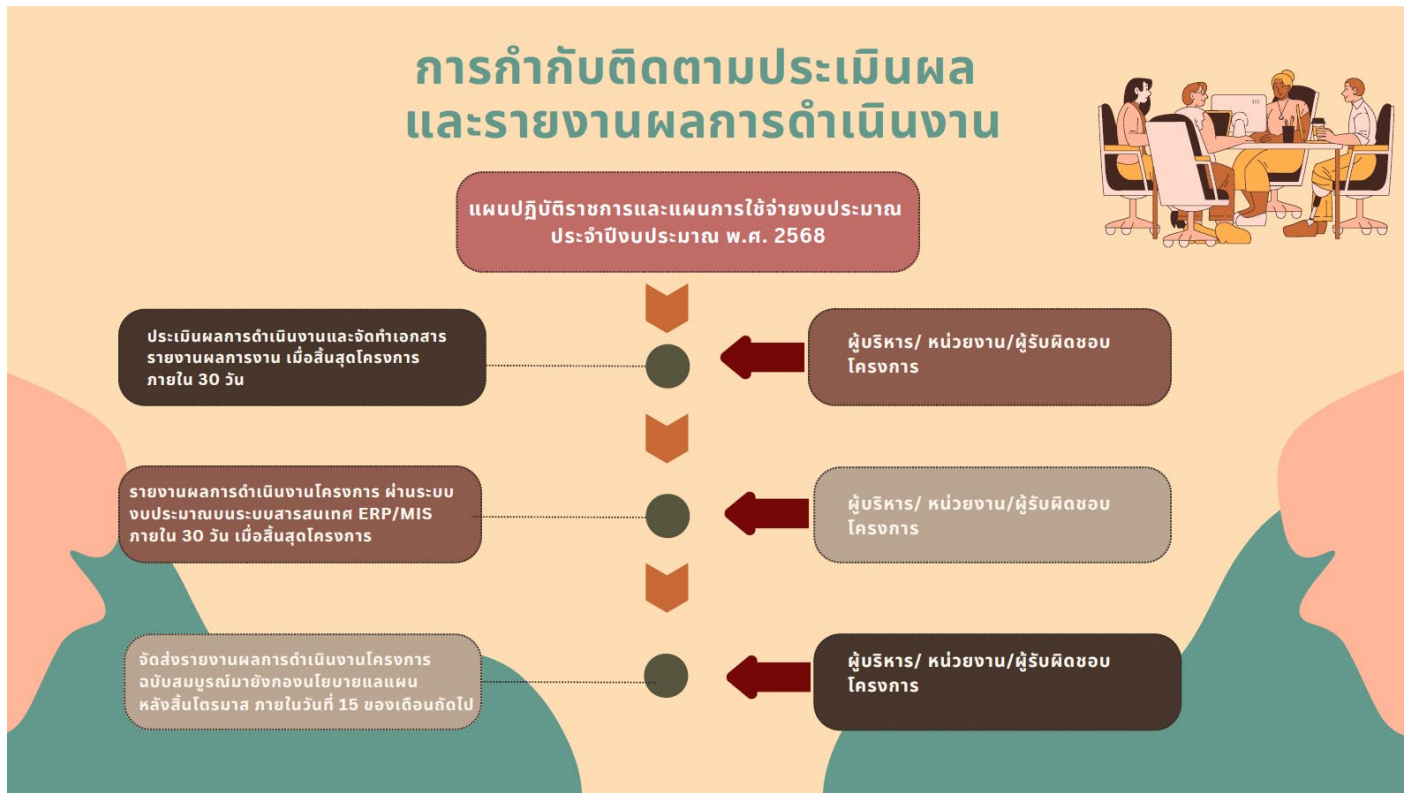 การกำกับติดตามประเมินผล
และรายงานผลการดำเนินงาน
แผนปฏิบัติราชการและแผนการใช้จ่ายงบประมาณ
ประจำปีงบประมาณ พ.ศ. 2568
ประเมินผลการดำเนินงานและจัดทำเอกสาร
รายงานผลการงาน เมื่อสิ้นสุดโครงการ
ภายใน 30 วัน
ผู้บริหาร/ หน่วยงาน/ผู้รับผิดชอบ
โครงการ
รายงานผลการดำเนินงานโครงการ ผ่านระบบ
งบประมาณบนระบบสารสนเทศ ERP/MIS
ภายใน 30 วัน เมื่อสิ้นสุดโครงการ
ผู้บริหาร/ หน่วยงาน/ผู้รับผิดชอบ
โครงการ
จัดส่งรายงานผลการดำเนินงานโครงการ
ฉบับสมบูรณ์มายังกองนโยบายแลแผน
หลังสิ้นไตรมาส ภายในวันที่ 15 ของเดือนถัดไป
ผู้บริหาร/ หน่วยงาน/ผู้รับผิดชอบ
โครงการ